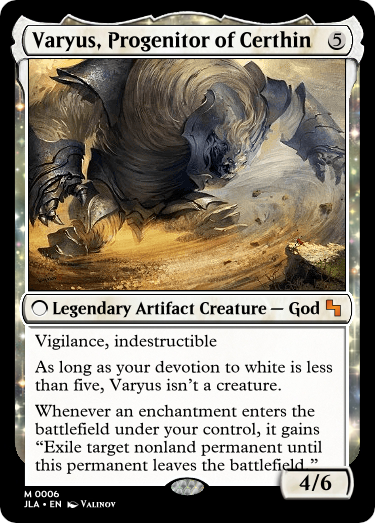 Varyus, Progenitor of Certhin 5
Legendary Artifact Creature — God
Vigilance, indestructible
As long as your devotion to white is less
than five, Varyus isn't a creature.
Whenever an enchantment enters the
battlefield under your control, it gains
“Exile target nonland permanent until
this permanent leaves the battlefield.”
4/6
M 0006
JLA • EN Valinov